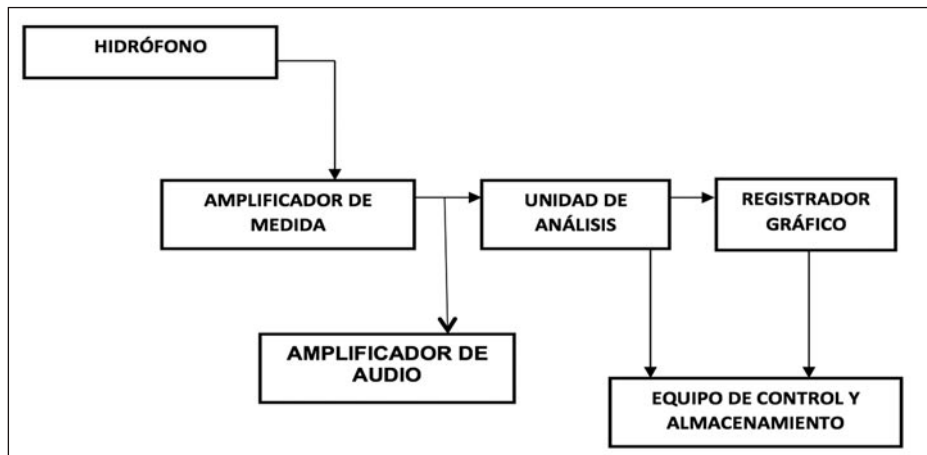 HIDRÓFONO
AMPLIFICADOR DE
MEDIDA
UNIDAD DE
ANÁLISIS
REGISTRADOR
GRÁFICO
AMPLIFICADOR DE
AUDIO
EQUIPO DE CONTROL Y
ALMACENAMIENTO